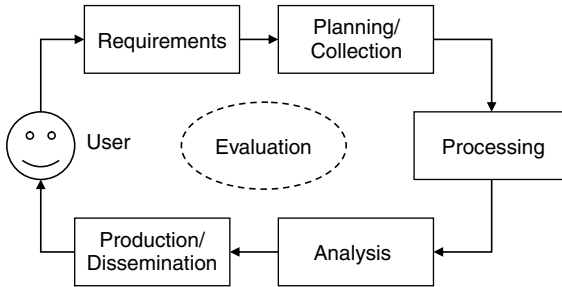 Requirements
Planning/
Collection
User
Evaluation
Processing
Production/
Dissemination
Analysis